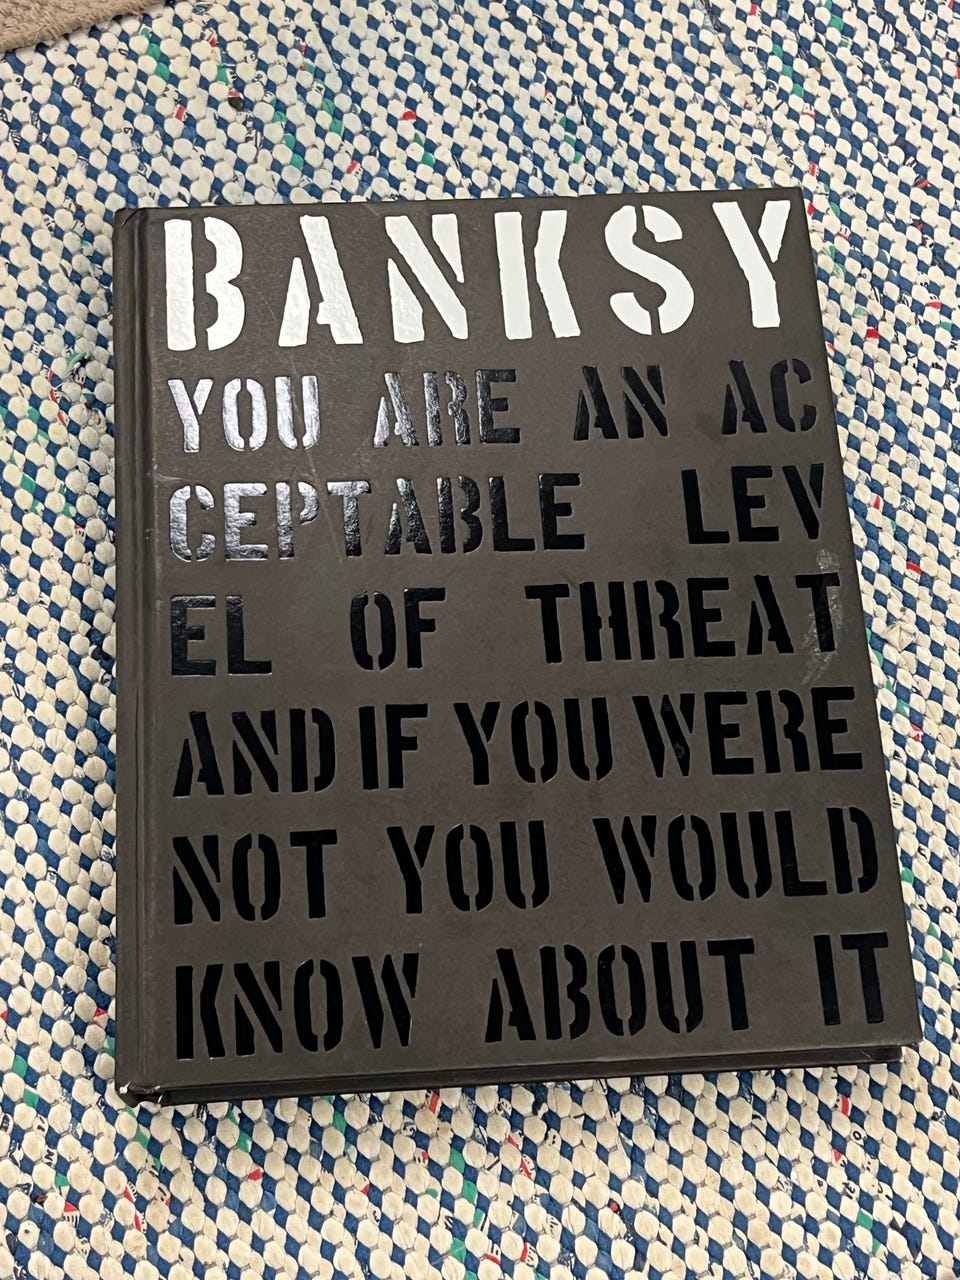 BANKSY
YOU ARE AN AC
CEPTABLE LEV
EL OF THREAT
AND IF YOU WERE
NOT YOU WOULD
KNOW ABOUT IT